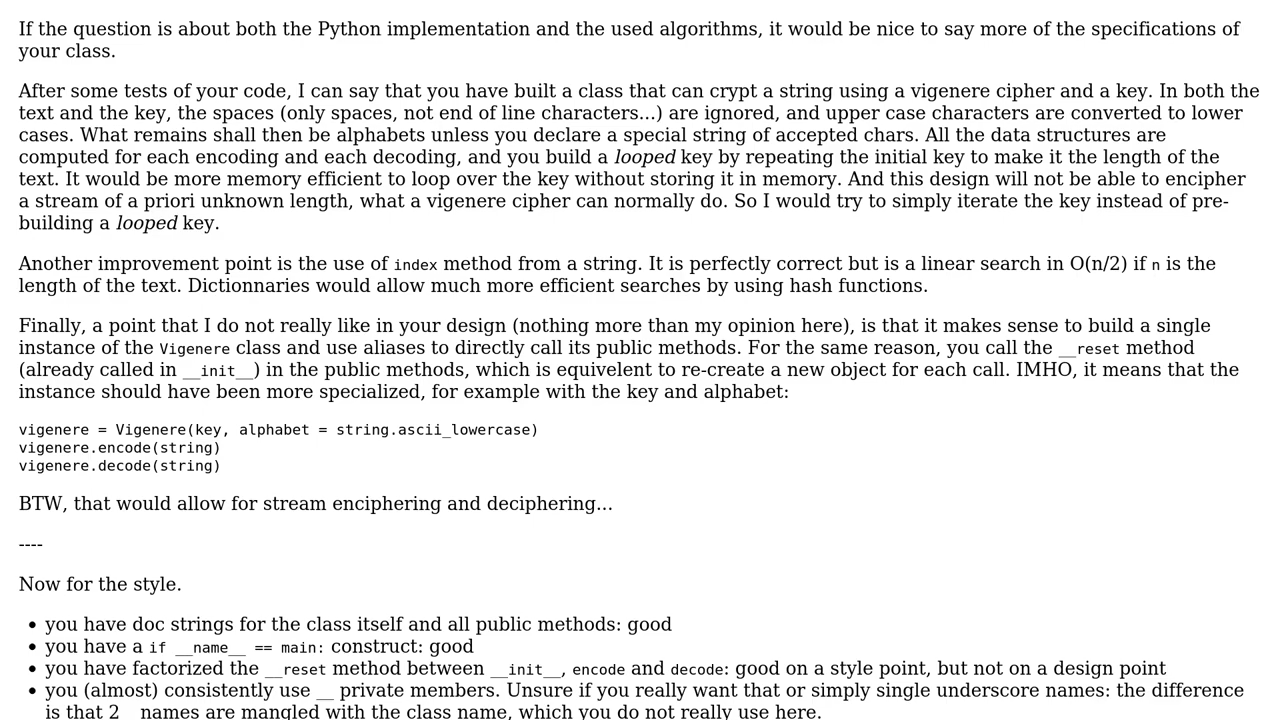 If the question is about both the Python implementation and the used algorithms, it would be nice to say more of the specifications of
your class.
After some tests of your code, I can say that you have built a class that can crypt a string using a vigenere cipher and a key. In both the
text and the key, the spaces (only spaces, not end of line characters...) are ignored, and upper case characters are converted to lower
cases. What remains shall then be alphabets unless you declare a special string of accepted chars. All the data structures are
computed for each encoding and each decoding, and you build a looped key by repeating the initial key to make it the length of the
text. It would be more memory efficient to loop over the key without storing it in memory. And this design will not be able to encipher
a stream of a priori unknown length, what a vigenere cipher can normally do. So I would try to simply iterate the key instead of pre-
building a looped key.
Another improvement point is the use of index method from a string. It is perfectly correct but is a linear search in O(n/2) if n is the
length of the text. Dictionnaries would allow much more efficient searches by using hash functions.
Finally, a point that I do not really like in your design (nothing more than my opinion here), is that it makes sense to build a single
instance of the Vigenere class and use aliases to directly call its public methods. For the same reason, you call the __reset method
(already called in __init__) in the public methods, which is equivelent to re-create a new object for each call. IMHO, it means that the
instance should have been more specialized, for example with the key and alphabet:
vigenere = Vigenere(key, alphabet = string.ascii_lowercase)
vigenere.encode(string)
vigenere.decode(string)
BTW, that would allow for stream enciphering and deciphering...
----
Now for the style.
• you have doc strings for the class itself and all public methods: good
• you have a if __name__ == main: construct: good
• you have factorized the __reset method between __init__, encode and decode: good on a style point, but not on a design point
• you (almost) consistently use __ private members. Unsure if you really want that or simply single underscore names: the difference
is that 2 _ names are mangled with the class name, which you do not really use here.